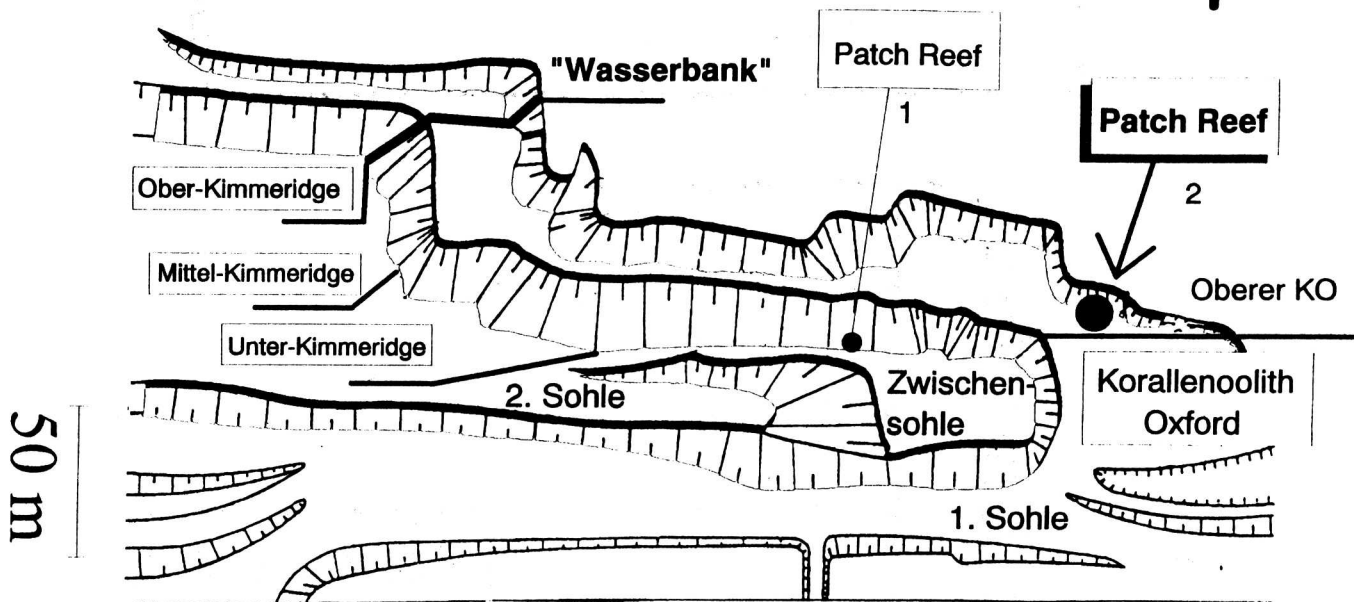 "Wasserbank"
Patch Reef
1
Patch Reef
2
Ober-Kimmeridge
Mittel-Kimmeridge
Unter-Kimmeridge
Oberer KO
Korallenoolith
Oxford
2. Sohle
Zwischen-
sohle
1. Sohle
50 m